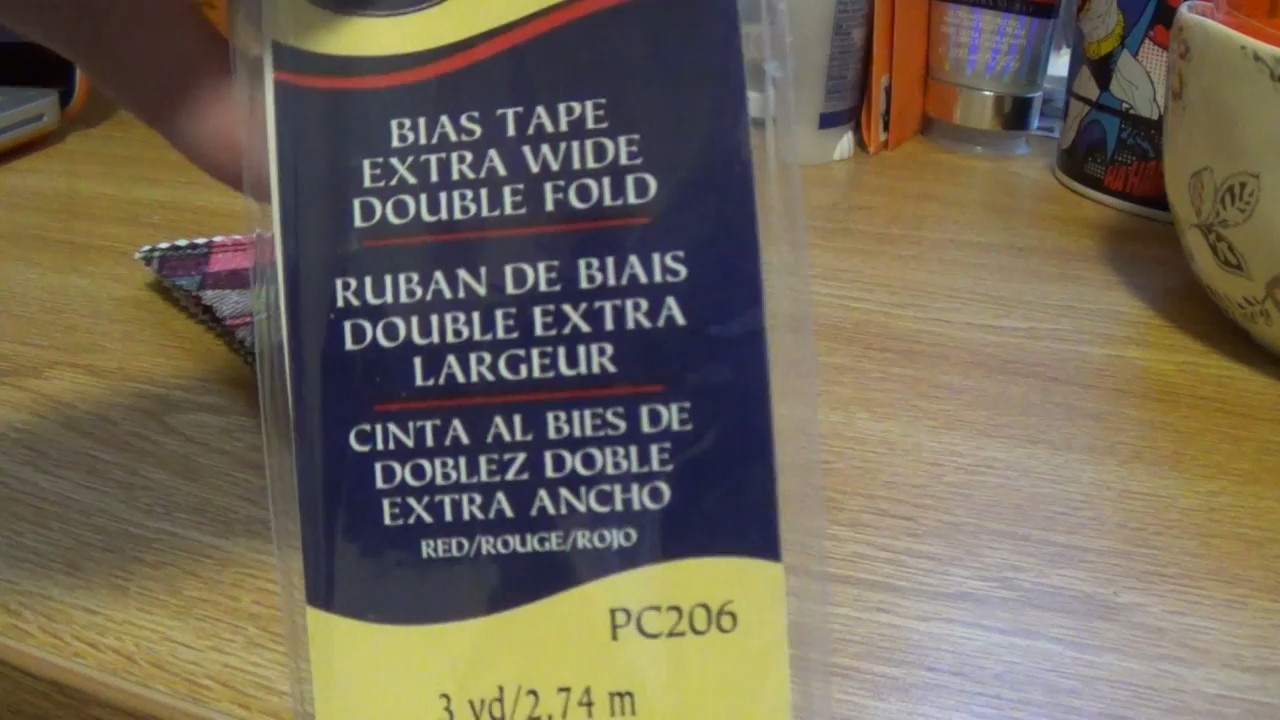 BIAS TAPE
EXTRA WIDE
DOUBLE FOLD
RUBAN DE BIAIS
DOUBLE EXTRA
LARGEUR
CINTA AL BIES DE
DOBLEZ DOBLE
EXTRA ANCHO
RED/ROUGE/ROJO
PC206
3 yd/2,74 m